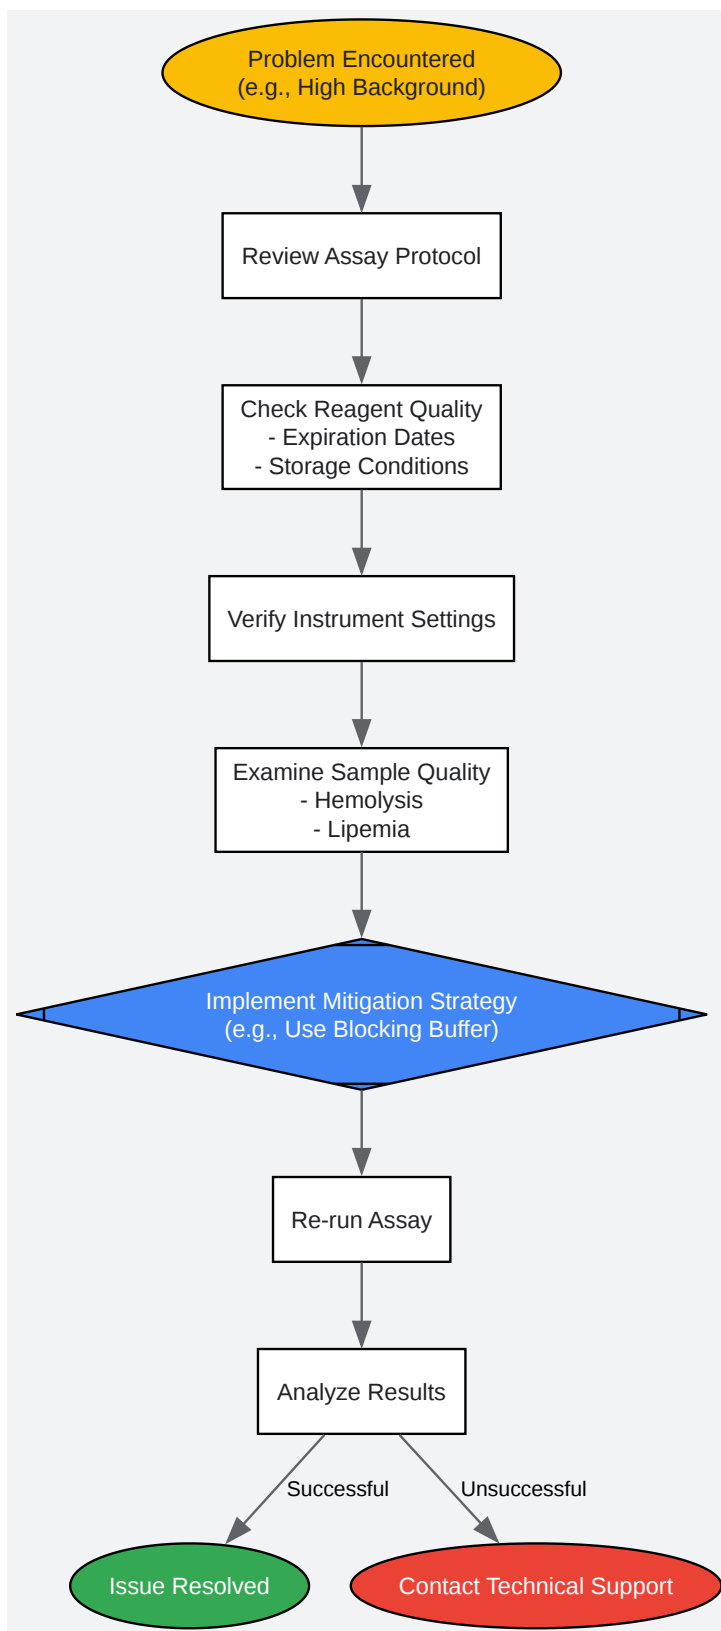 Problem Encountered
(e.g., High Background)
Review Assay Protocol
Check Reagent Quality
- Expiration Dates
- Storage Conditions
Verify Instrument Settings
Examine Sample Quality
- Hemolysis
- Lipemia
Implement Mitigation Strategy
(e.g., Use Blocking Buffer)
Re-run Assay
Analyze Results
Successful
Unsuccessful
Issue Resolved
Contact Technical Support